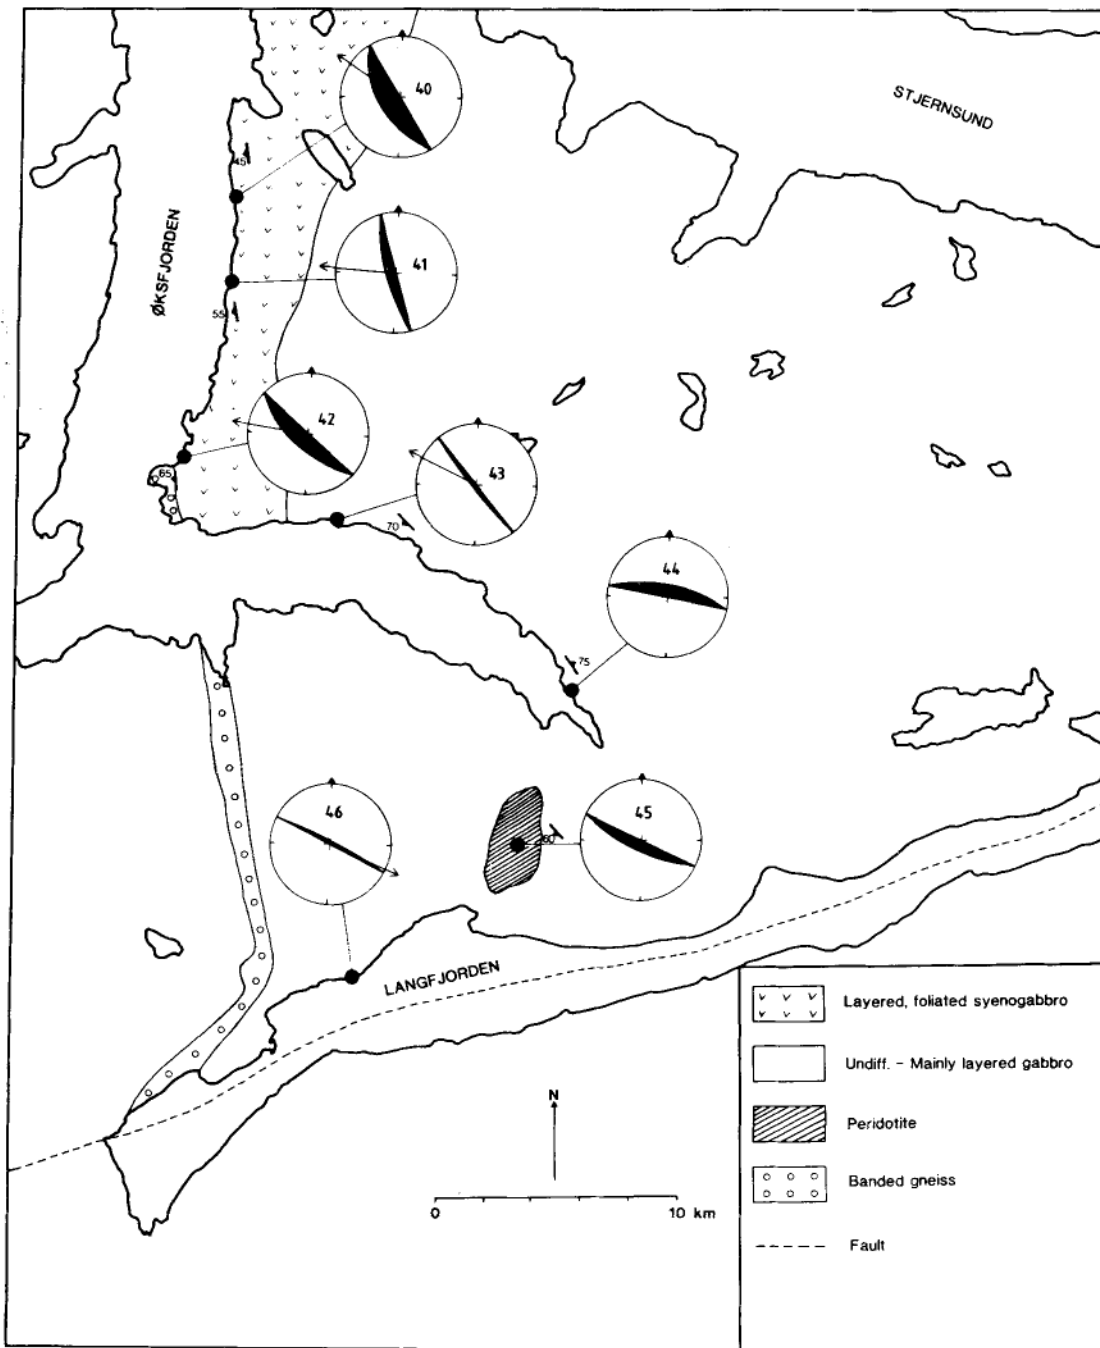 STJERNSUND
40
45
ØKSFJORDEN
41
55
42
43
65
70
44
75
46
45
60
LANGFJORDEN
Layered, foliated syenogabbro
Undiff. - Mainly layered gabbro
N
Peridotite
Banded gneiss
0 10 km
Fault